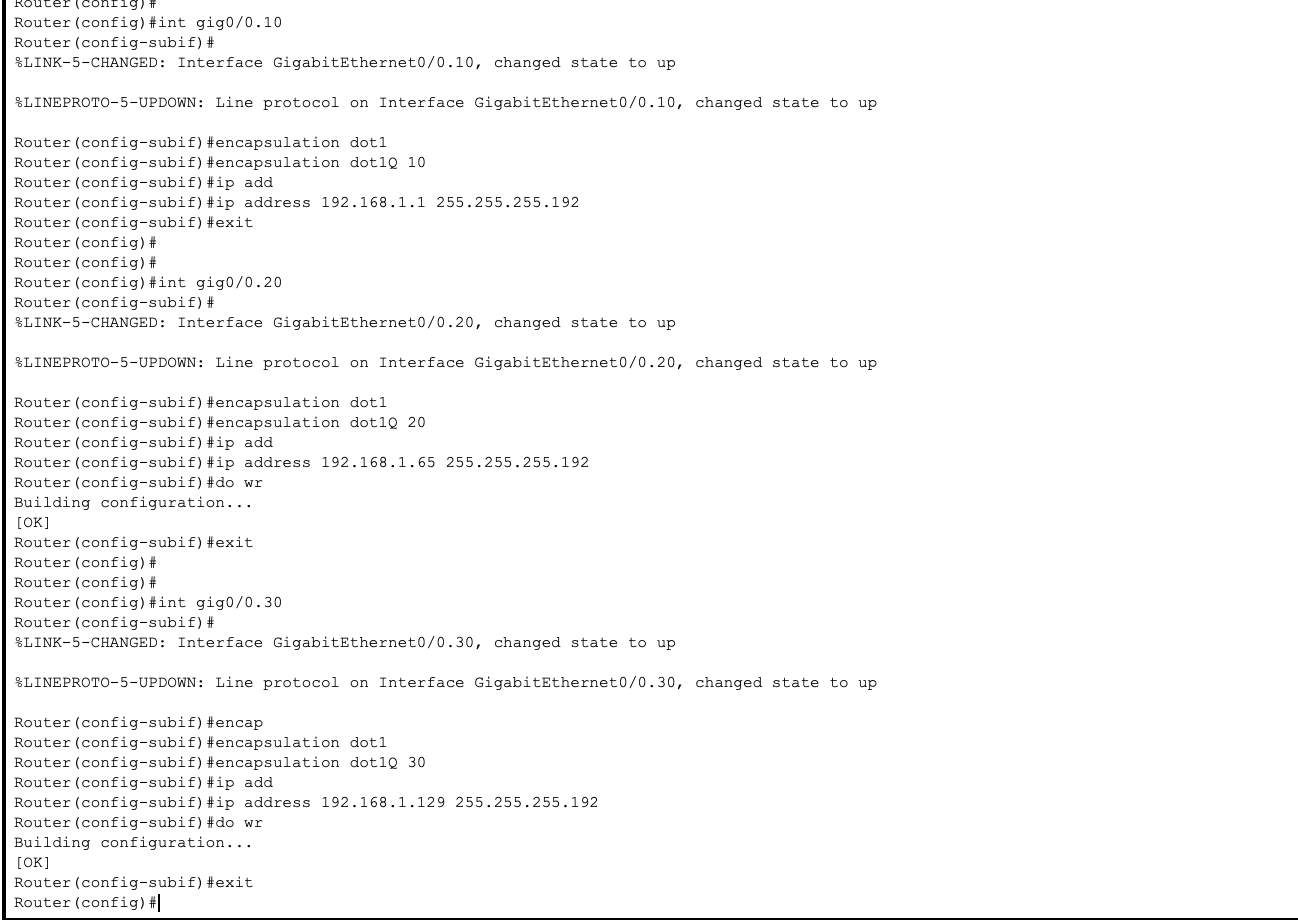 Router(config)#
Router(config)#int gig0/0.10
Router(config-subif)#
%LINK-5-CHANGED: Interface GigabitEthernet0/0.10, changed state to up
%LINEPROTO-5-UPDOWN: Line protocol on Interface GigabitEthernet0/0.10, changed state to up
Router(config-subif)#encapsulation dot1
Router(config-subif)#encapsulation dot1Q 10
Router(config-subif)#ip add
Router(config-subif)#ip address 192.168.1.1 255.255.255.192
Router(config-subif)#exit
Router(config)#
Router(config)#
Router(config)#int gig0/0.20
Router(config-subif)#
%LINK-5-CHANGED: Interface GigabitEthernet0/0.20, changed state to up
%LINEPROTO-5-UPDOWN: Line protocol on Interface GigabitEthernet0/0.20, changed state to up
Router(config-subif)#encapsulation dot1
Router(config-subif)#encapsulation dot1Q 20
Router(config-subif)#ip add
Router(config-subif)#ip address 192.168.1.65 255.255.255.192
Router(config-subif)#do wr
Building configuration...
[OK]
Router(config-subif)#exit
Router(config)#
Router(config)#
Router(config)#int gig0/0.30
Router(config-subif)#
%LINK-5-CHANGED: Interface GigabitEthernet0/0.30, changed state to up
%LINEPROTO-5-UPDOWN: Line protocol on Interface GigabitEthernet0/0.30, changed state to up
Router(config-subif)#encap
Router(config-subif)#encapsulation dot1
Router(config-subif)#encapsulation dot1Q 30
Router(config-subif)#ip add
Router(config-subif)#ip address 192.168.1.129 255.255.255.192
Router(config-subif)#do wr
Building configuration...
[OK]
Router(config-subif)#exit
Router(config)#